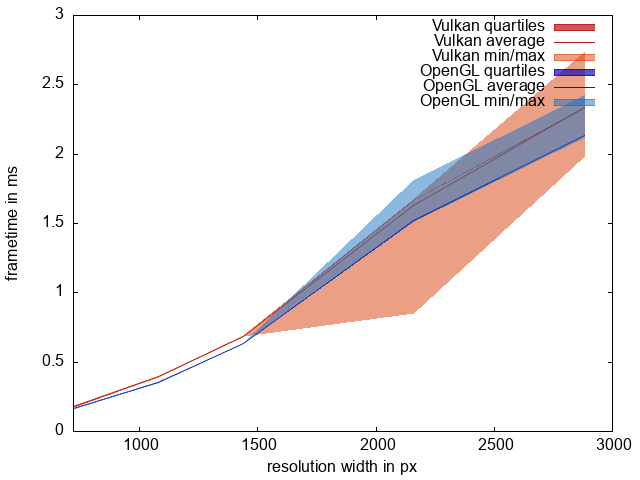 3
2.5
2
1.5
1
0.5
0
frametime in ms
Vulkan quartiles
Vulkan average
Vulkan min/max
OpenGL quartiles
OpenGL average
OpenGL min/max
1000 1500 2000 2500 3000
resolution width in px